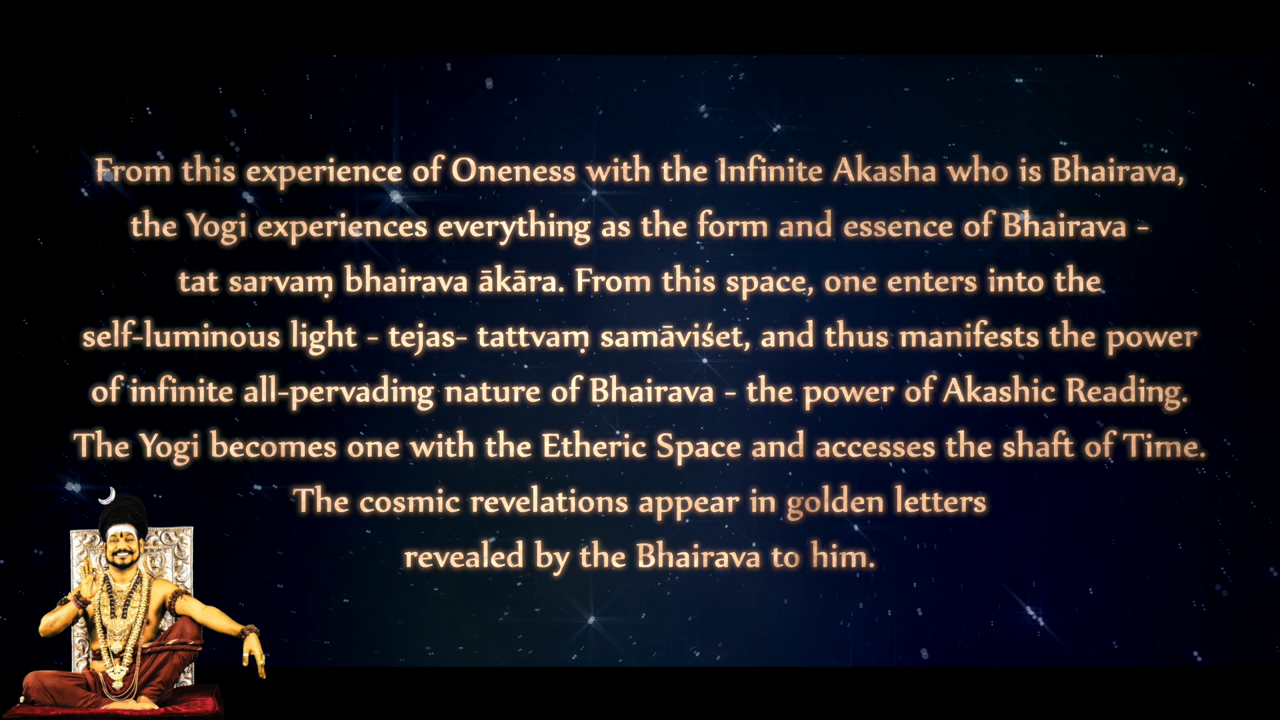 From this experience of Oneness with the Infinite Akasha who is Bhairava,
the Yogi experiences everything as the form and essence of Bhairava -
tat sarvaṃ bhairava ākāra. From this space, one enters into the
self-luminous light - tejas- tattvaṃ samāviśet, and thus manifests the power
of infinite all-pervading nature of Bhairava - the power of Akashic Reading.
The Yogi becomes one with the Etheric Space and accesses the shaft of Time.
The cosmic revelations appear in golden letters
revealed by the Bhairava to him.